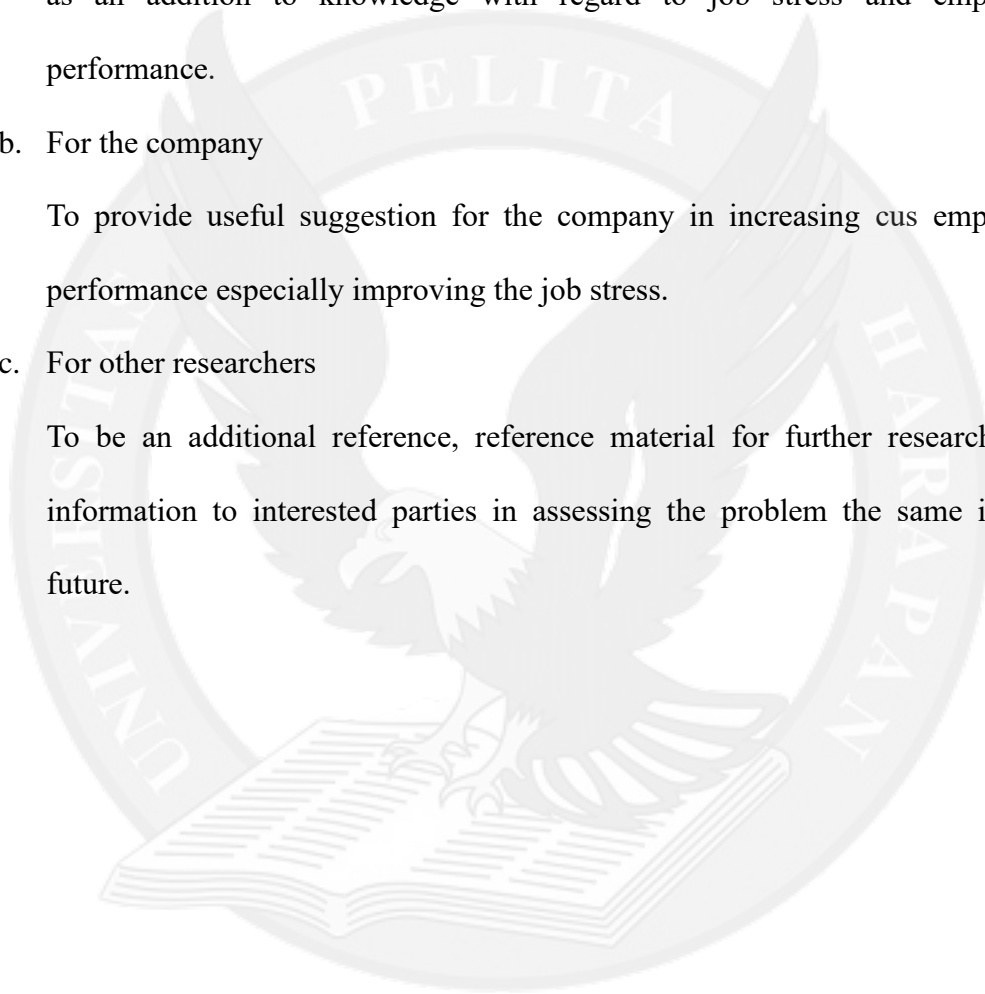 as an addition to knowledge with regard to job stress and emp
performance.
b. For the company
To provide useful suggestion for the company in increasing cus emp
performance especially improving the job stress.
c. For other researchers
To be an additional reference, reference material for further research
information to interested parties in assessing the problem the same i
future.
UNIVERSITAS PELITA HARAPAN